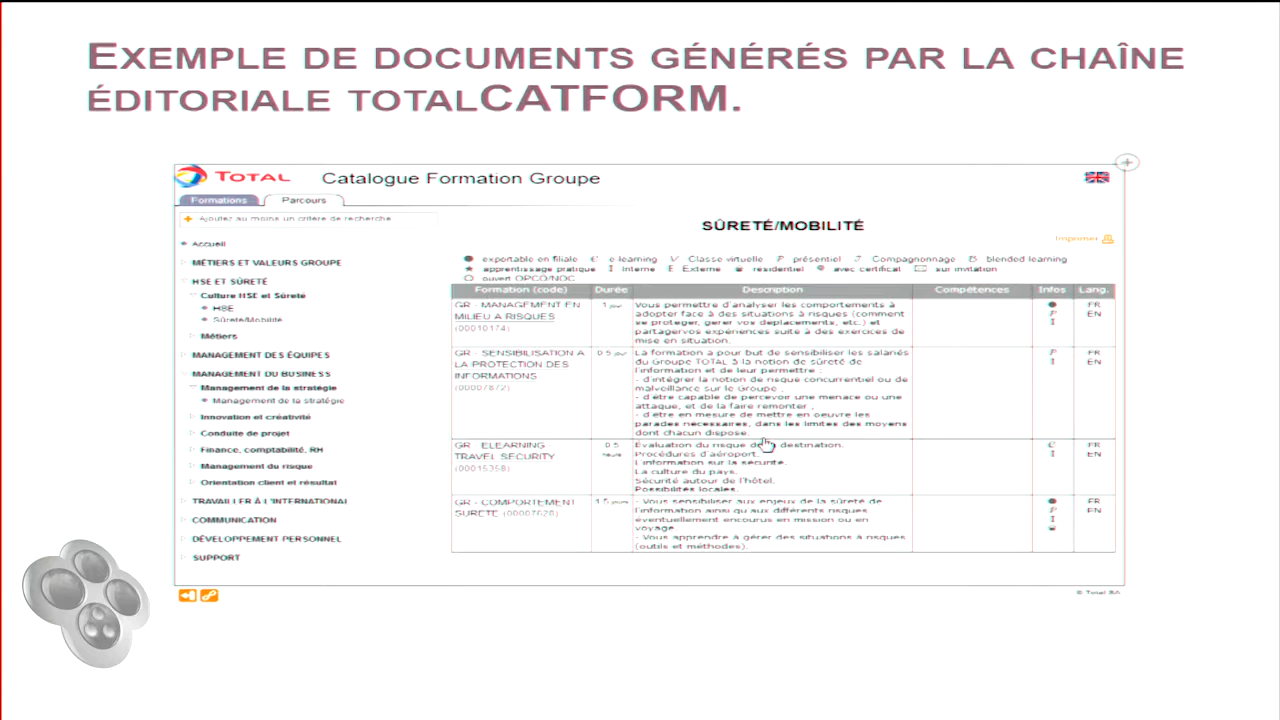 EXEMPLE DE DOCUMENTS GÉNÉRÉS PAR LA CHAÎNE
ÉDITORIALE TOTALCATFORM.
TOTAL Catalogue Formation Groupe
Formations Parcours
Ajoutez au moins un critère de recherche
SÛRETÉ/MOBILITÉ
Imprimer
Accueil
MÉTIERS ET VALEURS GROUPE
HSE ET SÛRETÉ
Culture HSE et Sûreté
HSE
Sûreté/Mobilité
Métiers
MANAGEMENT DES ÉQUIPES
MANAGEMENT DU BUSINESS
Management de la stratégie
Management de la stratégie
Innovation et créativité
Conduite de projet
Finance, comptabilité, RH
Management du risque
Orientation client et résultat
TRAVAILLER À L'INTERNATIONAL
COMMUNICATION
DÉVELOPPEMENT PERSONNEL
SUPPORT
exportable en filiale e-learning Classe virtuelle présentiel Compagnonnage blended learning
apprentissage pratique I Interne E Externe résidentiel avec certificat sur invitation
ouvert OPCO/NOC
Formation (code) Durée Description Compétences Infos Lang.
GR - MANAGEMENT EN
MILIEU A RISQUES
(00010174)
1 jour
Vous permettre d'analyser les comportements à
adopter face à des situations à risques (comment
se protéger, gérer vos déplacements, etc.) et
partager vos expériences suite à des exercices de
mise en situation.
P
I
FR
EN
GR - SENSIBILISATION A
LA PROTECTION DES
INFORMATIONS
(00007872)
0.5 jour
La formation a pour but de sensibiliser les salariés
du Groupe TOTAL à la notion de sûreté de
l'information et de leur permettre :
- d'intégrer la notion de risque concurrentiel ou de
malveillance sur le Groupe ;
- d'être capable de percevoir une menace ou une
attaque, et de la faire remonter ;
- d'être en mesure de mettre en oeuvre les
parades nécessaires, dans les limites des moyens
dont chacun dispose.
P
I
FR
EN
GR - ELEARNING
TRAVEL SECURITY
(00015358)
0.5
heure
Évaluation du risque de destination.
Procédures d'aéroport.
L'information sur la sécurité.
La culture du pays.
Sécurité autour de l'hôtel.
Possibilités locales.
I
FR
EN
GR - COMPORTEMENT
SURETE (00007628)
1.5 jours
- Vous sensibiliser aux enjeux de la sûreté de
l'information ainsi qu'aux différents risques
éventuellement encourus en mission ou en
voyage.
- Vous apprendre à gérer des situations à risques
(outils et méthodes).
P
I
FR
EN
© Total SA